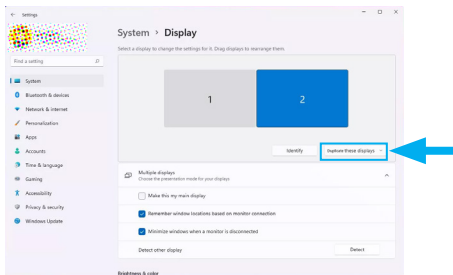 Settings
System > Display
Select a display to change the settings for it. Drag displays to rearrange them.
Find a setting
System
Bluetooth & devices
Network & internet
Personalization
Apps
Accounts
Time & language
Gaming
Accessibility
Privacy & security
Windows Update
1
2
Identify
Duplicate these displays
Multiple displays
Choose the presentation mode for your displays
Make this my main display
Remember window locations based on monitor connection
Minimize windows when a monitor is disconnected
Detect other display
Detect
Brightness & color